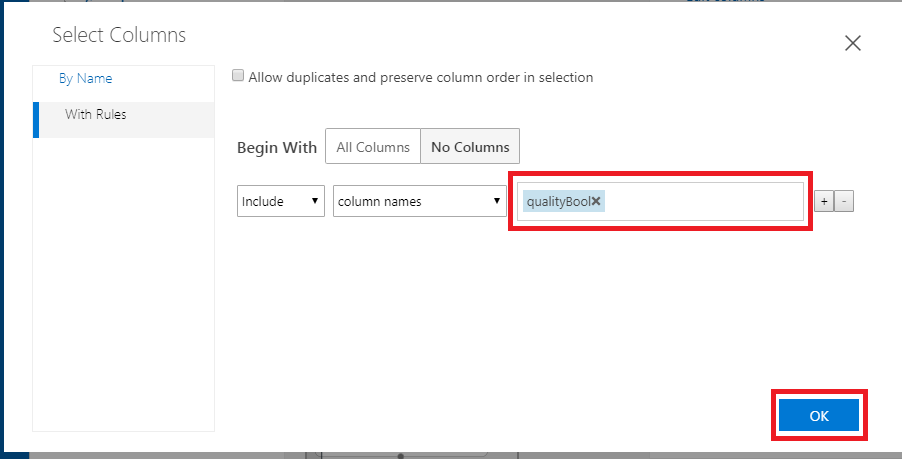 Select Columns
By Name
With Rules
Allow duplicates and preserve column order in selection
Begin With All Columns No Columns
Include column names qualityBool + -
OK